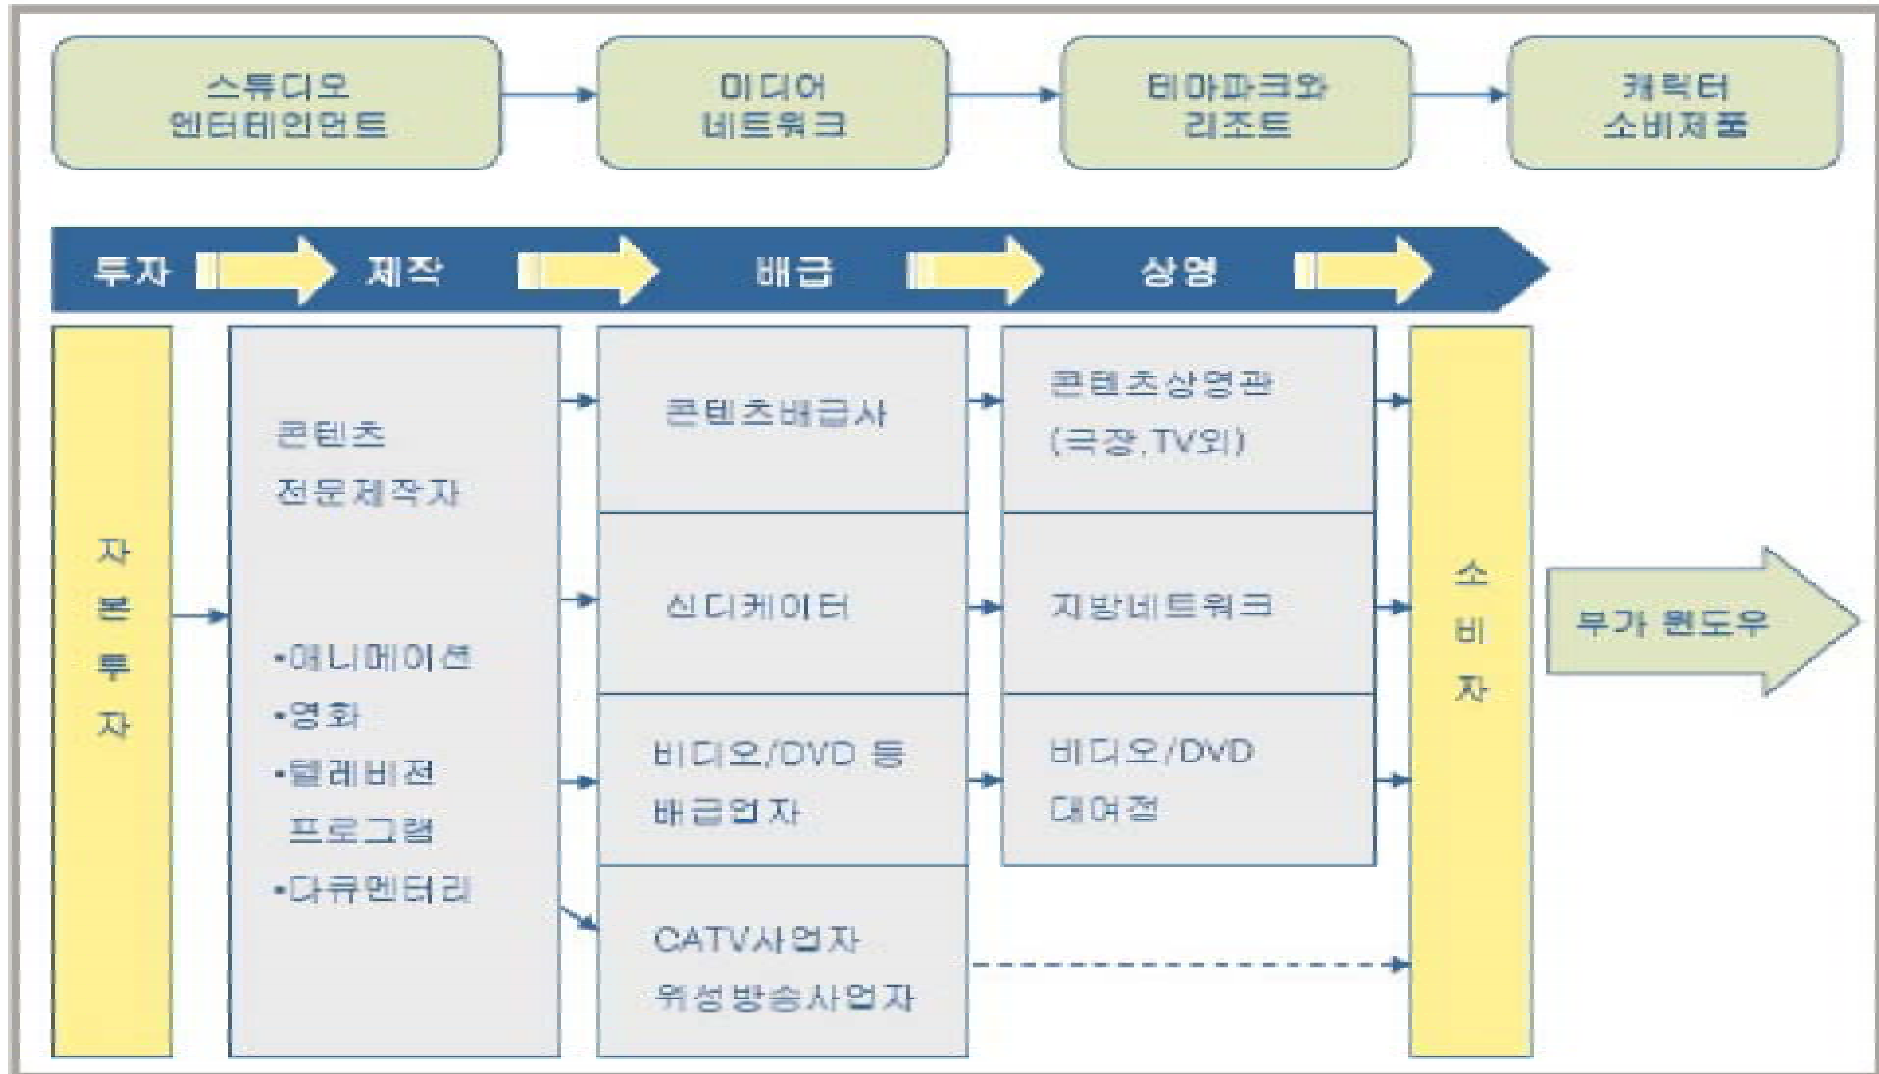 스튜디오
엔터테인먼트
미디어
네트워크
테마파크와
리조트
캐릭터
소비제품
투자
제작
배급
상영
자
본
투
자
콘텐츠
전문제작자
•애니메이션
•영화
•텔레비전
프로그램
•다큐멘터리
콘텐츠배급사
신디케이터
비디오/DVD 등
배급업자
CATV사업자
위성방송사업자
콘텐츠상영관
(극장,TV외)
지방네트워크
비디오/DVD
대여점
소
비
자
부가 윈도우